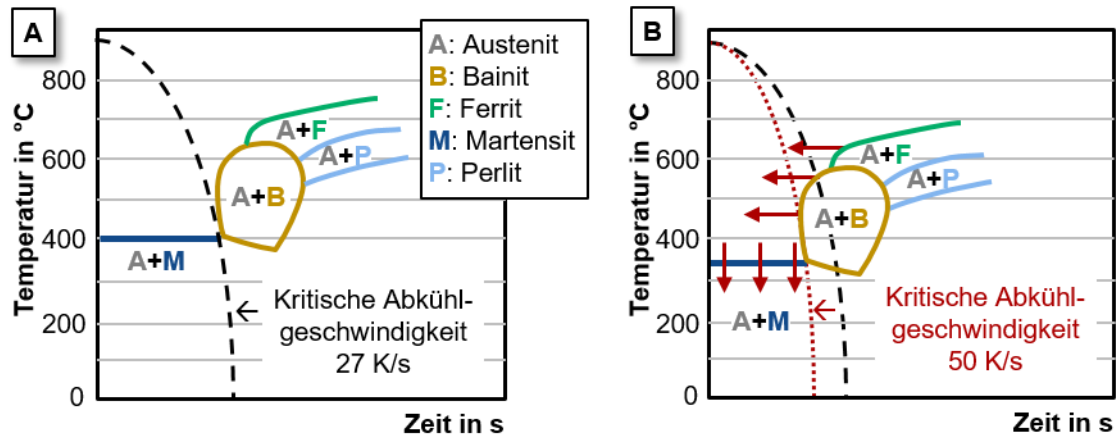 A
Temperatur in °C
800
600
400
200
0
A+F
A+P
A+B
A+M
Kritische Abkühl-
geschwindigkeit
27 K/s
Zeit in s
A: Austenit
B: Bainit
F: Ferrit
M: Martensit
P: Perlit
B
Temperatur in °C
800
600
400
200
0
A+F
A+P
A+B
A+M
Kritische Abkühl-
geschwindigkeit
50 K/s
Zeit in s